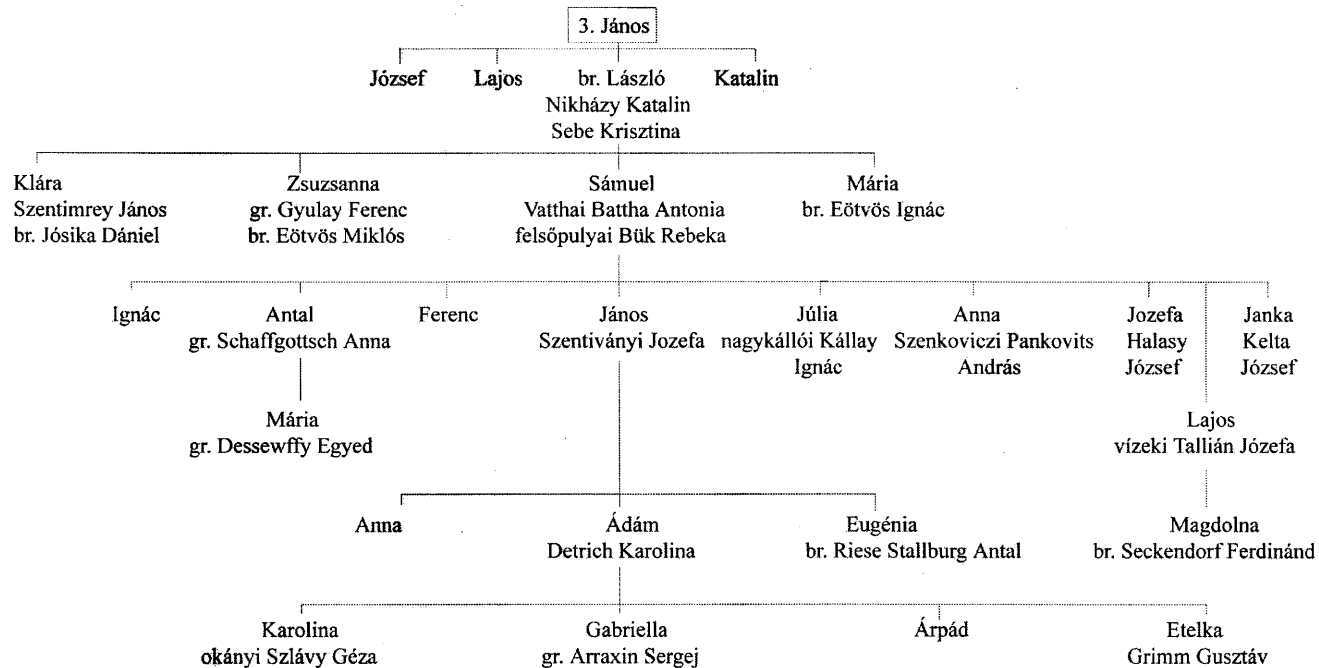 3. János
József Lajos br. László Katalin
Nikházy Katalin
Sebe Krisztina
Klára Zsuzsanna Sámuel Mária
Szentimrey János gr. Gyulay Ferenc Vatthai Battha Antonia br. Eötvös Ignác
br. Jósika Dániel br. Eötvös Miklós felsőpulyai Bük Rebeka
Ignác Antal Ferenc János Júlia Anna Jozefa Janka
gr. Schaffgottsch Anna Szentiványi Jozefa nagykállói Kállay Szenkoviczi Pankovits Halasy Kelta
Ignác András József József
Mária Lajos
gr. Dessewffy Egyed vízeki Tallián Józefa
Anna Ádám Eugénia Magdolna
Detrich Karolina br. Riese Stallburg Antal br. Seckendorf Ferdinánd
Karolina Gabriella Árpád Etelka
okányi Szlávy Géza gr. Arraxin Sergej Grimm Gusztáv